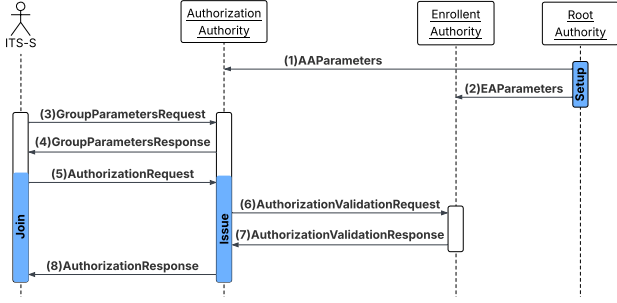 ITS-S
Authorization
Authority
Enrollent
Authority
Root
Authority
(1)AAParameters
Setup
(2)EAParameters
(3)GroupParametersRequest
(4)GroupParametersResponse
(5)AuthorizationRequest
Join
Issue
(6)AuthorizationValidationRequest
(7)AuthorizationValidationResponse
(8)AuthorizationResponse